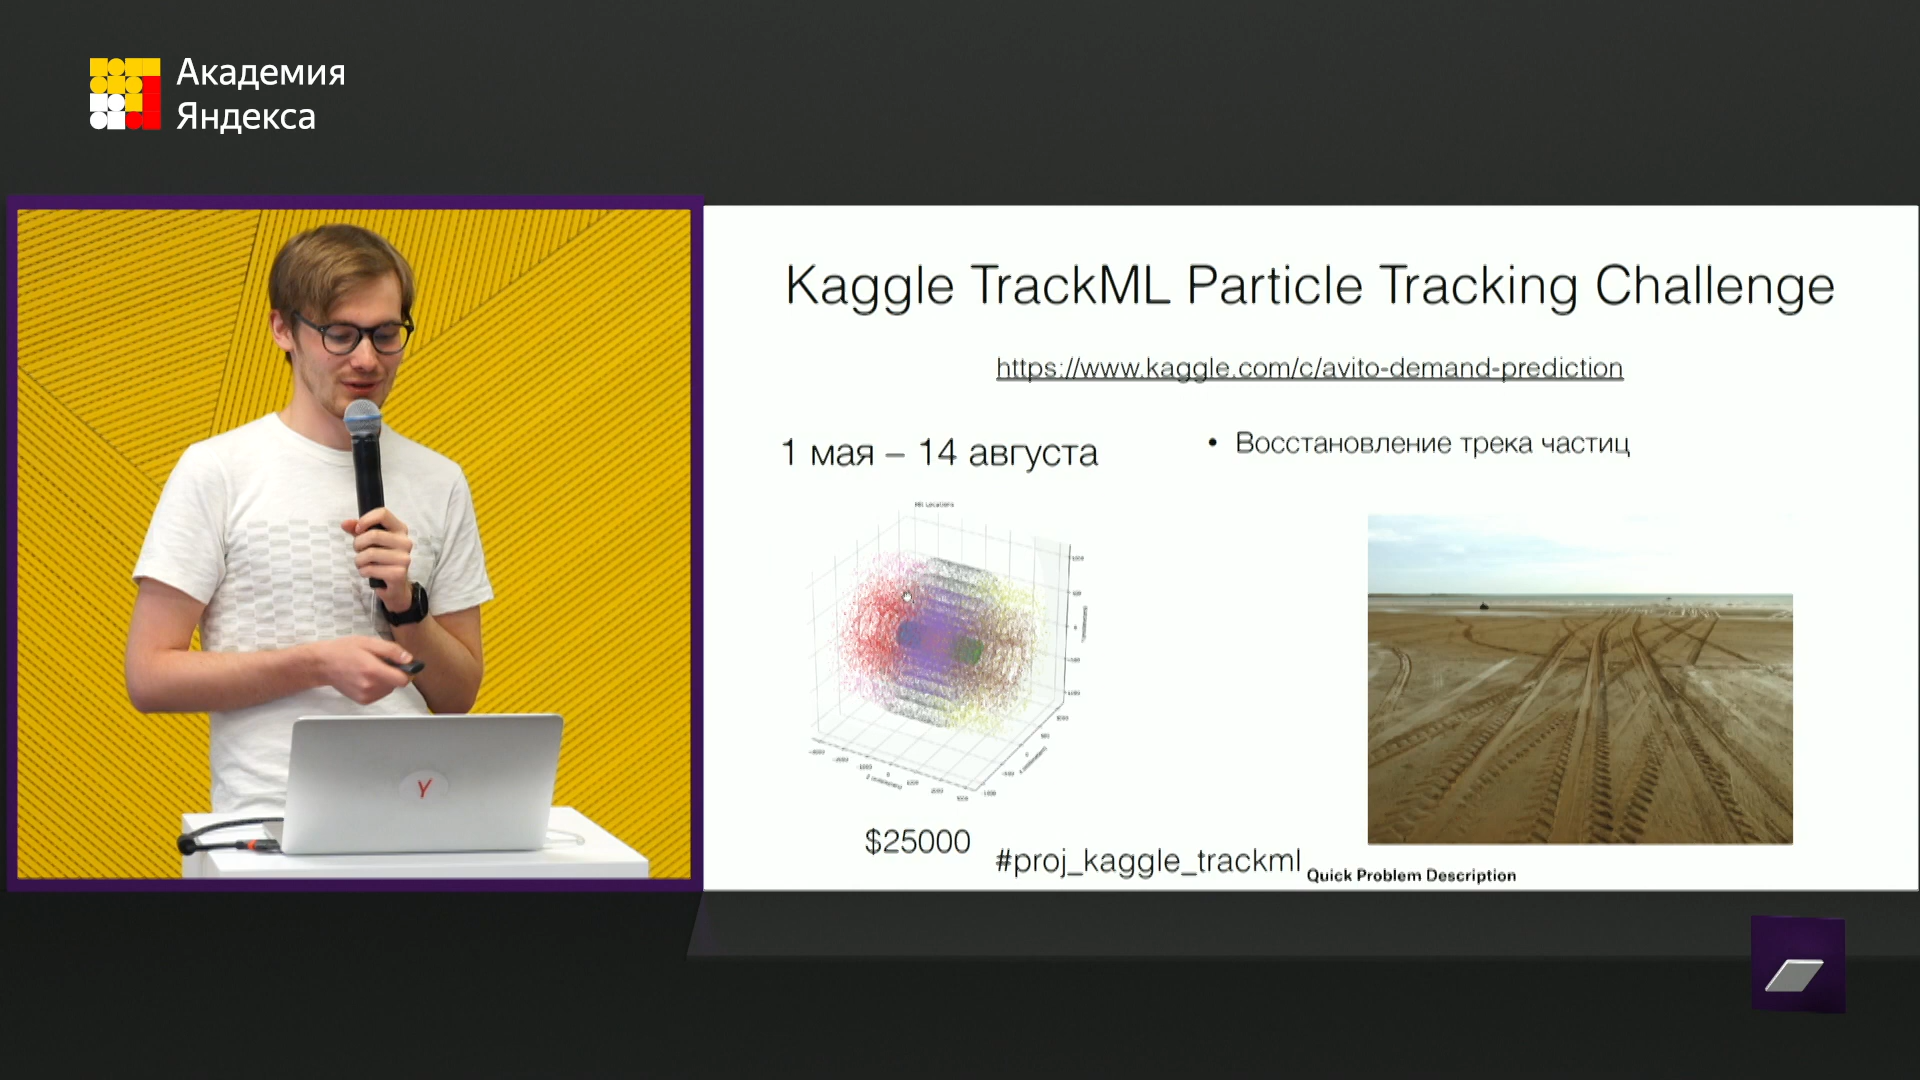 Академия
Яндекса
Kaggle TrackML Particle Tracking Challenge
https://www.kaggle.com/c/avito-demand-prediction
1 мая – 14 августа
• Восстановление трека частиц
$25000
#proj_kaggle_trackml
Quick Problem Description
Y